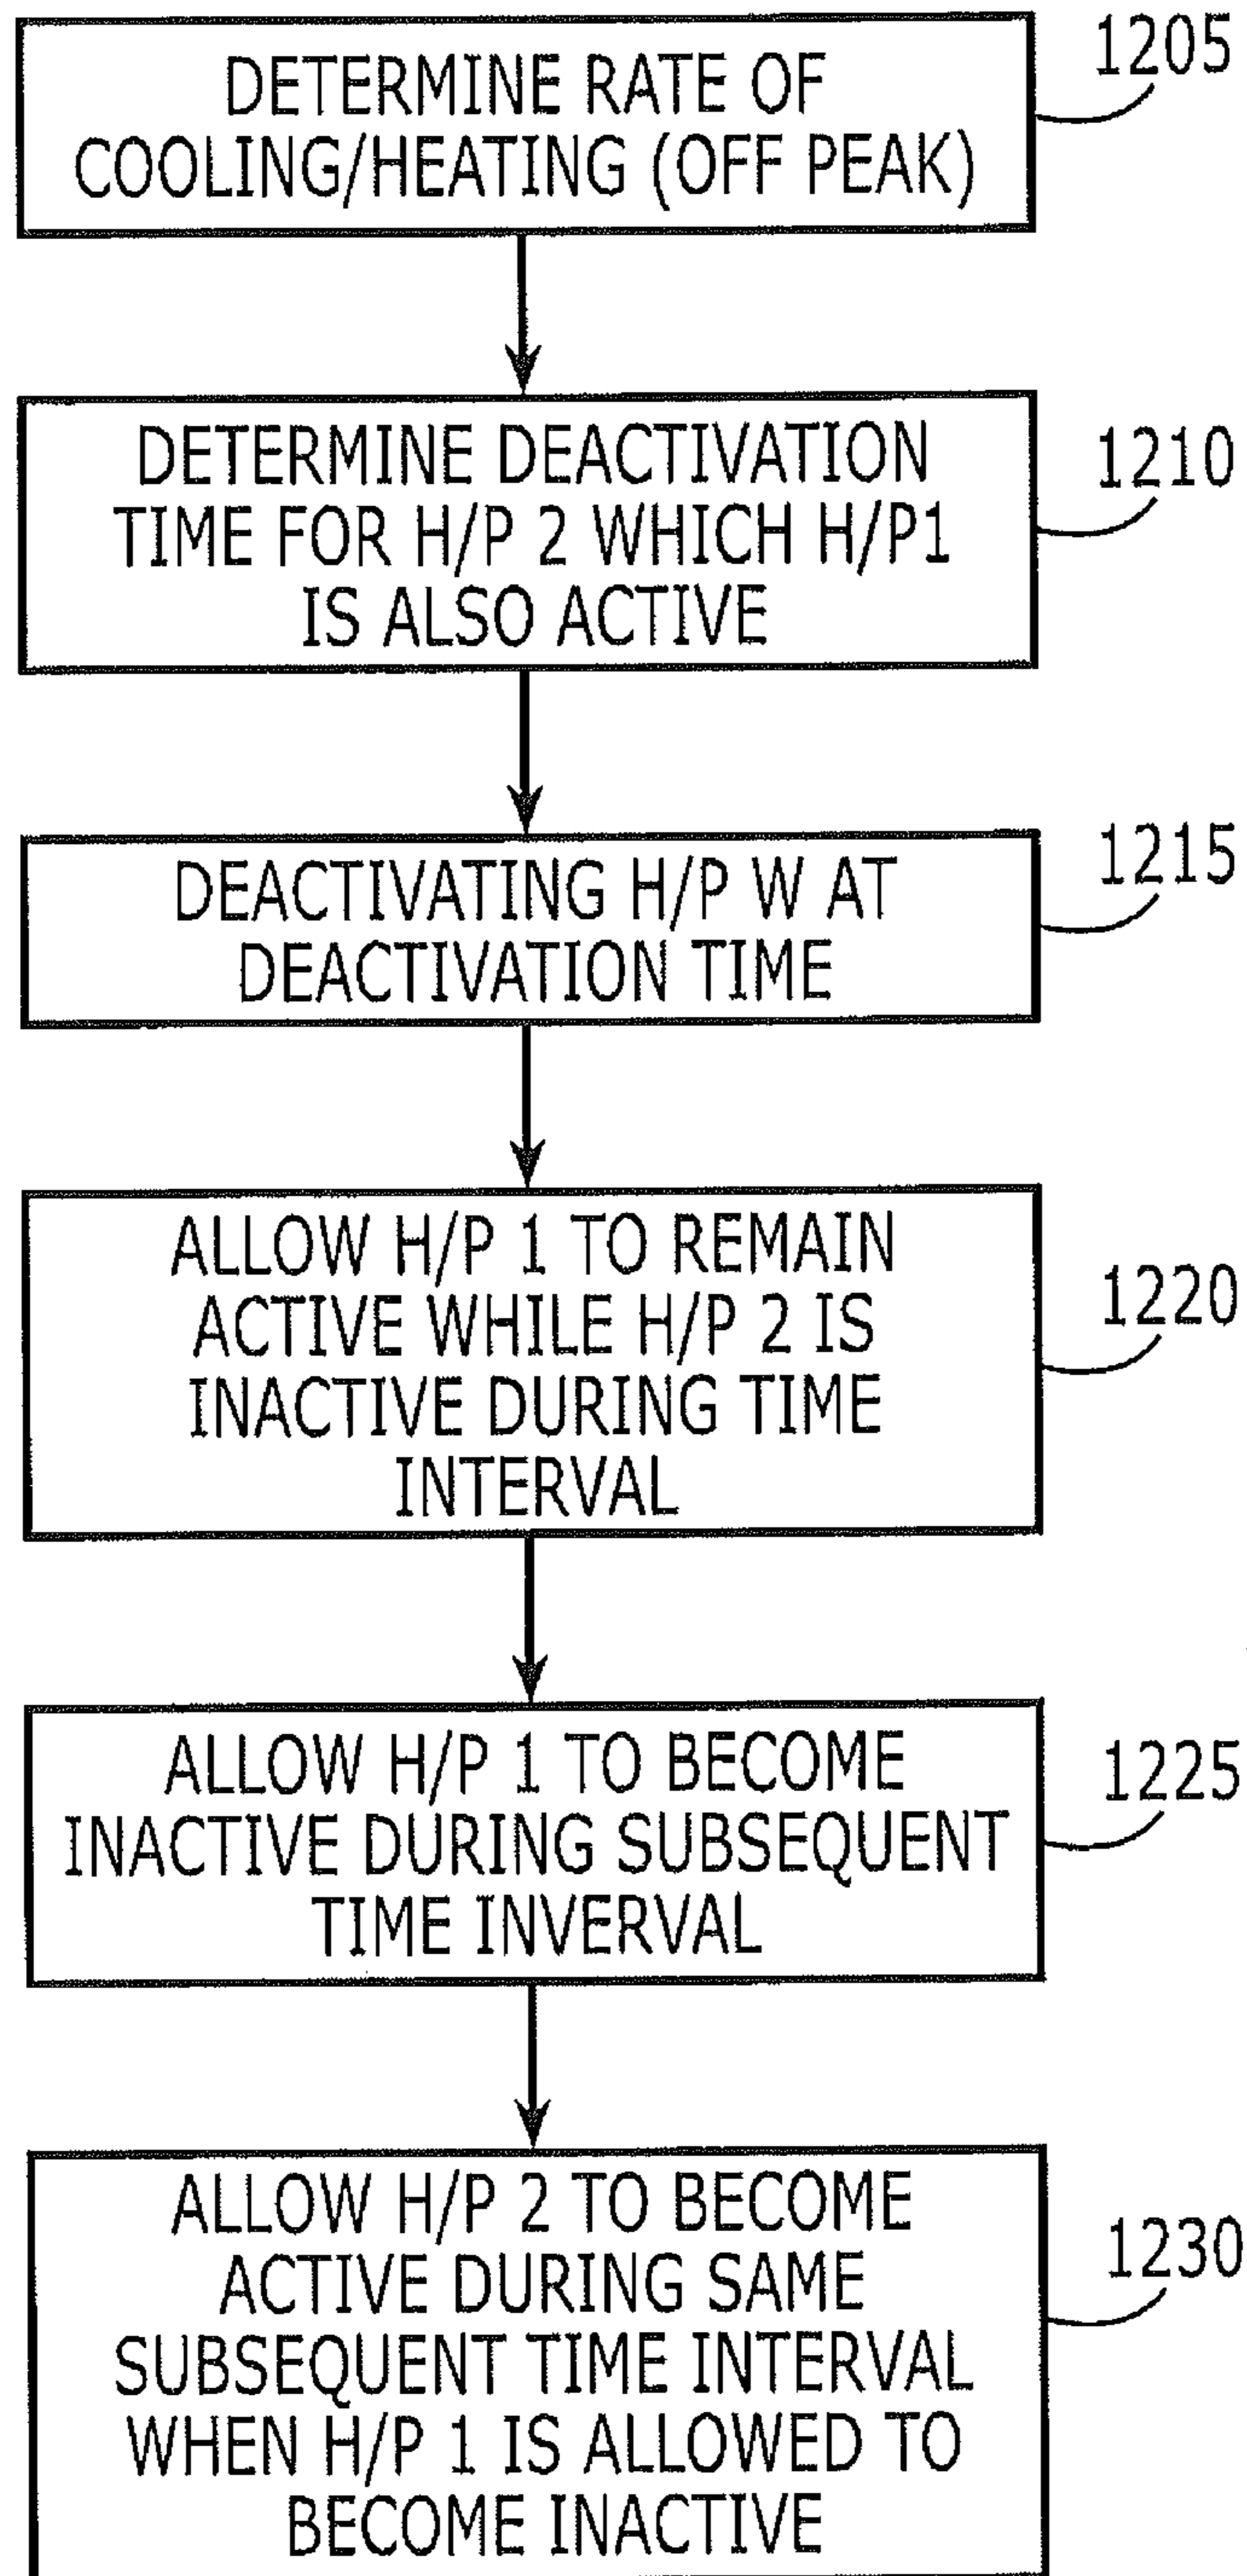 DETERMINE RATE OF
COOLING/HEATING (OFF PEAK)
1205
DETERMINE DEACTIVATION
TIME FOR H/P 2 WHICH H/P1
IS ALSO ACTIVE
1210
DEACTIVATING H/P W AT
DEACTIVATION TIME
1215
ALLOW H/P 1 TO REMAIN
ACTIVE WHILE H/P 2 IS
INACTIVE DURING TIME
INTERVAL
1220
ALLOW H/P 1 TO BECOME
INACTIVE DURING SUBSEQUENT
TIME INVERVAL
1225
ALLOW H/P 2 TO BECOME
ACTIVE DURING SAME
SUBSEQUENT TIME INTERVAL
WHEN H/P 1 IS ALLOWED TO
BECOME INACTIVE
1230